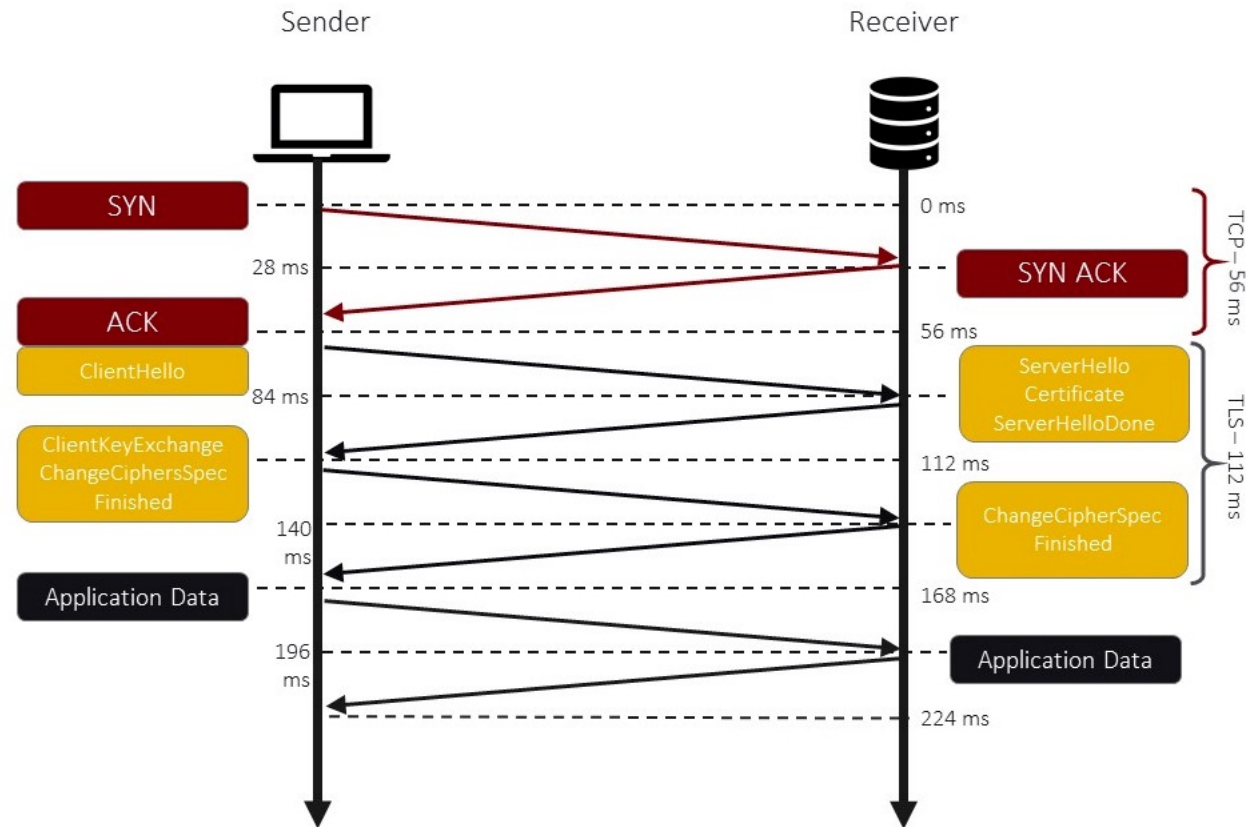 Sender
Receiver
SYN
0 ms
28 ms
SYN ACK
TCP – 56 ms
ACK
56 ms
ClientHello
84 ms
ServerHello
Certificate
ServerHelloDone
ClientKeyExchange
ChangeCiphersSpec
Finished
112 ms
TLS – 112 ms
140
ms
ChangeCipherSpec
Finished
Application Data
168 ms
196
ms
Application Data
224 ms